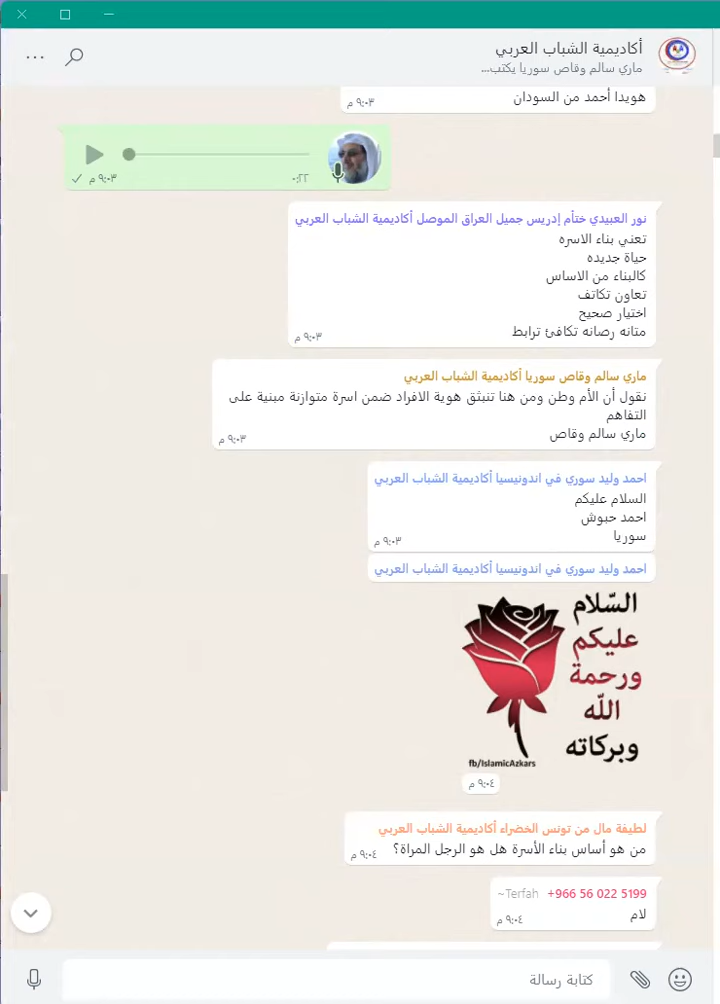 أكاديمية الشباب العربي
ماري سالم وقاص سوريا يكتب...
هويدا أحمد من السودان
٩:٠٣ م
٠:٢٢
٩:٠٣ م
نور العبيدي ختأم إدريس جميل العراق الموصل أكاديمية الشباب العربي
تعني بناء الاسره
حياة جديده
كالبناء من الاساس
تعاون تكاتف
اختيار صحيح
متانه رصانه تكافئ ترابط
٩:٠٣ م
ماري سالم وقاص سوريا أكاديمية الشباب العربي
نقول أن الأم وطن ومن هنا تنبثق هوية الافراد ضمن اسرة متوازنة مبنية على
التفاهم
ماري سالم وقاص
٩:٠٣ م
احمد وليد سوري في اندونيسيا أكاديمية الشباب العربي
السلام عليكم
احمد حبوش
سوريا
٩:٠٣ م
احمد وليد سوري في اندونيسيا أكاديمية الشباب العربي
السّلام
عليكم
ورحمة
الله
وبركاته
fb/IslamicAzkars
٩:٠٤ م
لطيفة مال من تونس الخضراء أكاديمية الشباب العربي
من هو أساس بناء الأسرة هل هو الرجل المراة؟
٩:٠٤ م
+966 56 022 5199 ~Terfah
لام
٩:٠٤ م
كتابة رسالة